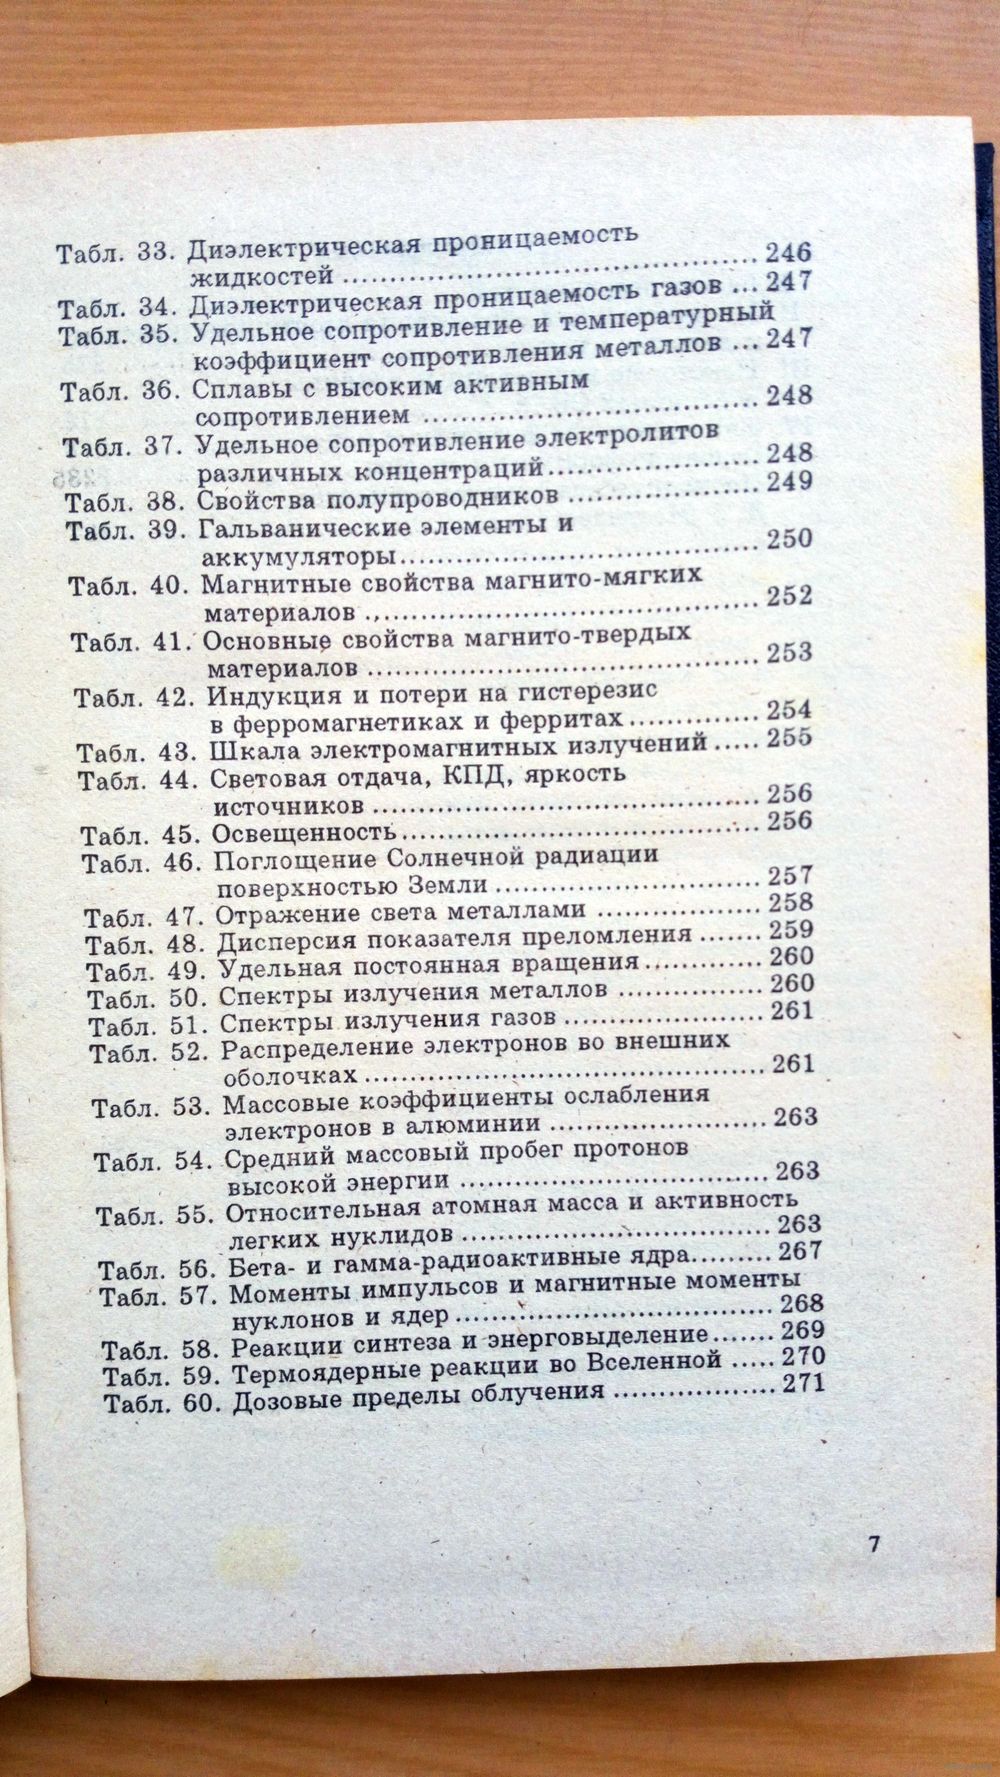 Табл. 33. Диэлектрическая проницаемость
жидкостей ........................................ 246
Табл. 34. Диэлектрическая проницаемость газов ... 247
Табл. 35. Удельное сопротивление и температурный
коэффициент сопротивления металлов ... 247
Табл. 36. Сплавы с высоким активным
сопротивлением ................................ 248
Табл. 37. Удельное сопротивление электролитов
различных концентраций.................... 248
Табл. 38. Свойства полупроводников .................. 249
Табл. 39. Гальванические элементы и
аккумуляторы.................................. 250
Табл. 40. Магнитные свойства магнито-мягких
материалов ..................................... 252
Табл. 41. Основные свойства магнито-твердых
материалов ..................................... 253
Табл. 42. Индукция и потери на гистерезис
в ферромагнетиках и ферритах............. 254
Табл. 43. Шкала электромагнитных излучений ..... 255
Табл. 44. Световая отдача, КПД, яркость
источников ..................................... 256
Табл. 45. Освещенность................................... 256
Табл. 46. Поглощение Солнечной радиации
поверхностью Земли .......................... 257
Табл. 47. Отражение света металлами ................ 258
Табл. 48. Дисперсия показателя преломления ....... 259
Табл. 49. Удельная постоянная вращения............ 260
Табл. 50. Спектры излучения металлов .............. 260
Табл. 51. Спектры излучения газов ................... 261
Табл. 52. Распределение электронов во внешних
оболочках ....................................... 261
Табл. 53. Массовые коэффициенты ослабления
электронов в алюминии ..................... 263
Табл. 54. Средний массовый пробег протонов
высокой энергии .............................. 263
Табл. 55. Относительная атомная масса и активность
легких нуклидов .............................. 263
Табл. 56. Бета- и гамма-радиоактивные ядра......... 267
Табл. 57. Моменты импульсов и магнитные моменты
нуклонов и ядер ............................... 268
Табл. 58. Реакции синтеза и энерговыделение....... 269
Табл. 59. Термоядерные реакции во Вселенной ..... 270
Табл. 60. Дозовые пределы облучения ................ 271
7